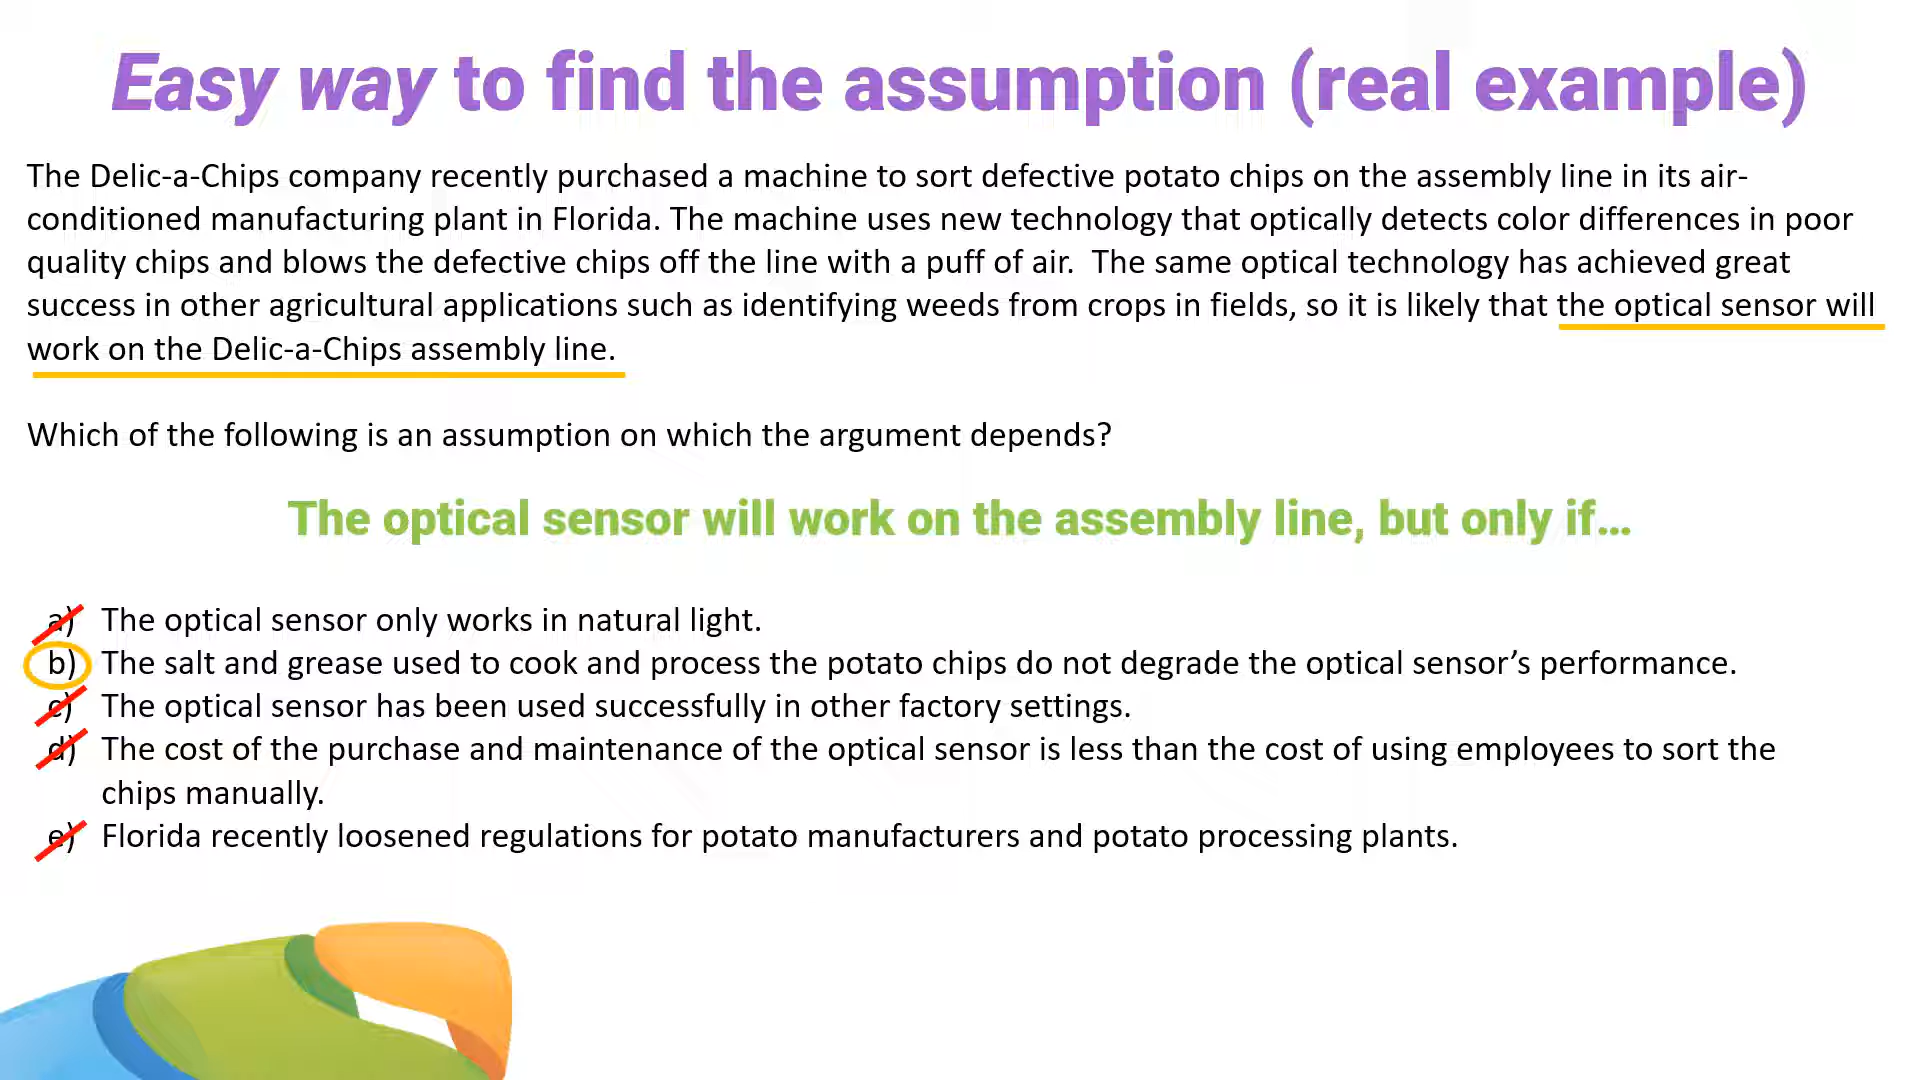 Easy way to find the assumption (real example)
The Delic-a-Chips company recently purchased a machine to sort defective potato chips on the assembly line in its air-
conditioned manufacturing plant in Florida. The machine uses new technology that optically detects color differences in poor
quality chips and blows the defective chips off the line with a puff of air.  The same optical technology has achieved great
success in other agricultural applications such as identifying weeds from crops in fields, so it is likely that the optical sensor will
work on the Delic-a-Chips assembly line.
Which of the following is an assumption on which the argument depends?
The optical sensor will work on the assembly line, but only if...
a) The optical sensor only works in natural light.
b) The salt and grease used to cook and process the potato chips do not degrade the optical sensor’s performance.
c) The optical sensor has been used successfully in other factory settings.
d) The cost of the purchase and maintenance of the optical sensor is less than the cost of using employees to sort the
chips manually.
e) Florida recently loosened regulations for potato manufacturers and potato processing plants.